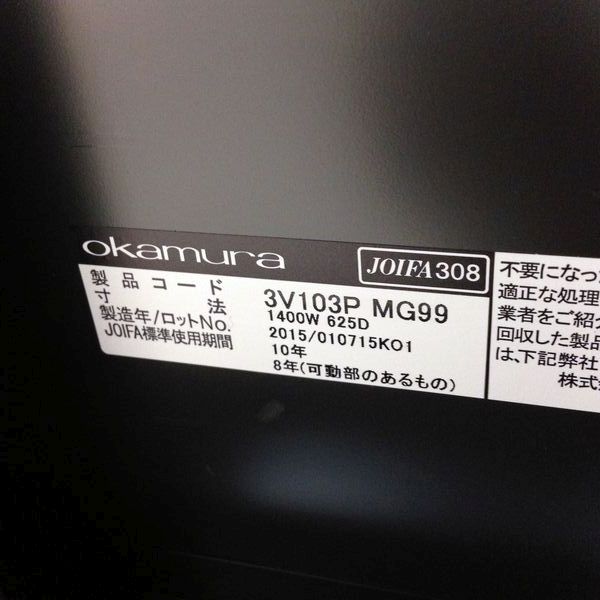 okamura
JOIFA308
製品コード 3V103P MG99
寸法 1400W 625D
製造年/ロットNo. 2015/010715K01
JOIFA標準使用期間 10年
8年(可動部のあるもの)
不要になっ
適正な処理
業者をご紹
回収した製品
は、下記弊社
株式